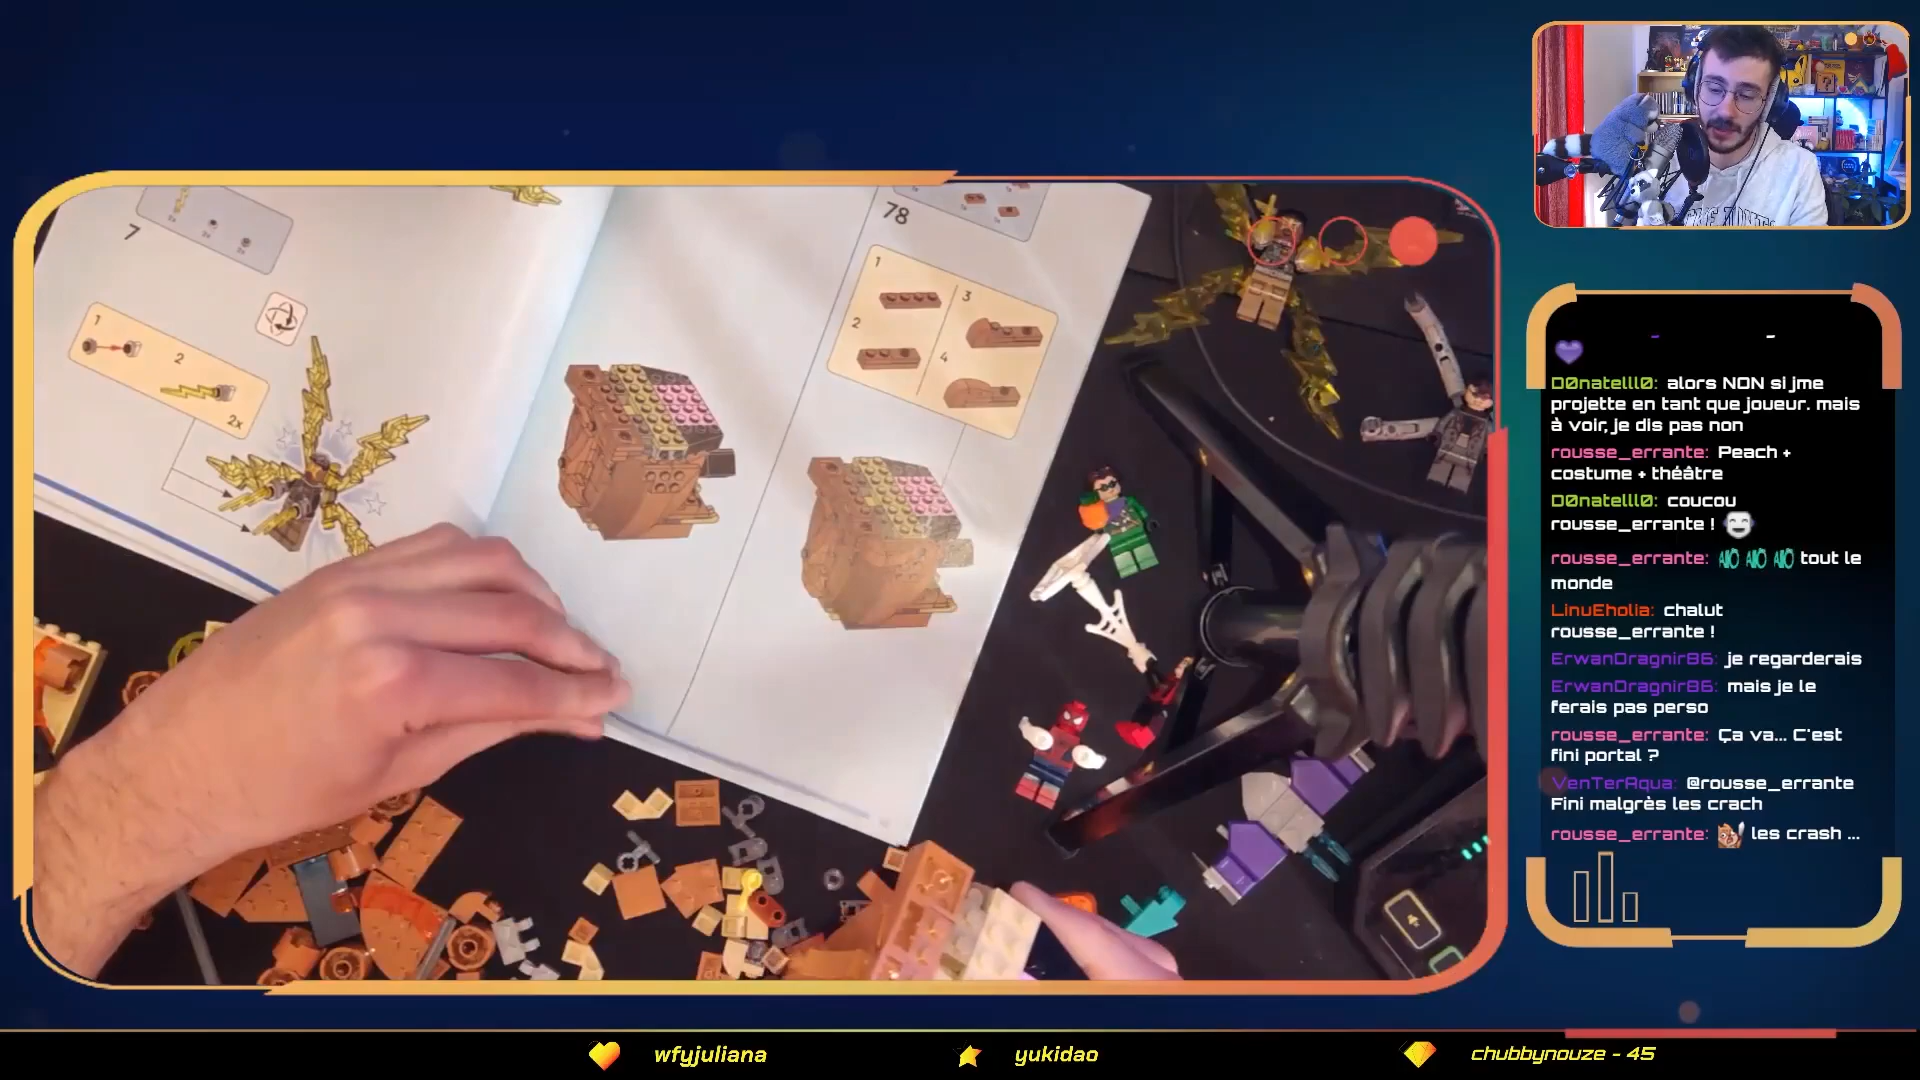 7
1
2
2x
78
1
3
2
4
D0natelll0: alors NON si jme
projette en tant que joueur. mais
à voir, je dis pas non
rousse_errante: Peach +
costume + théâtre
D0natelll0: coucou
rousse_errante !
rousse_errante: AIO AIO AIO tout le
monde
LinuEholia: chalut
rousse_errante !
ErwanDragnir86: je regarderais
ErwanDragnir86: mais je le
ferais pas perso
rousse_errante: Ça va... C'est
fini portal ?
VenTerAqua: @rousse_errante
Fini malgrès les crach
rousse_errante: les crash ...
wfyjuliana
yukidao
chubbynouze - 45